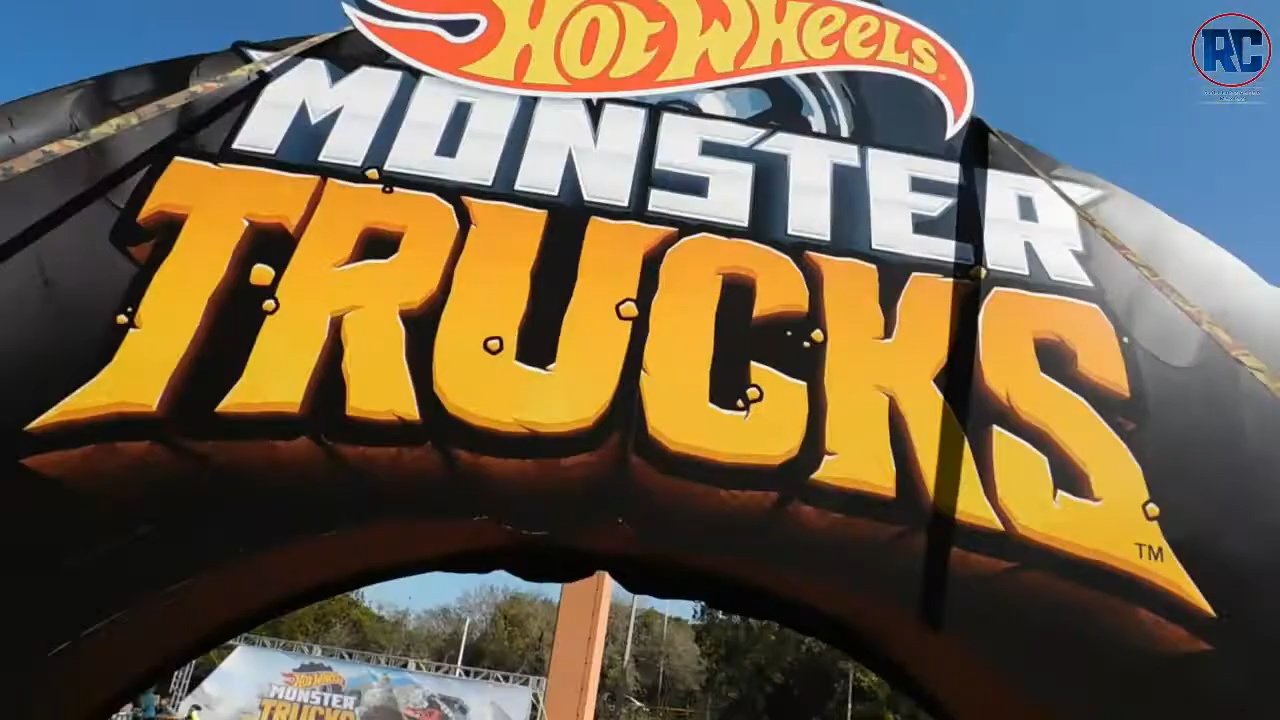 HOT WHEELS
MONSTER
TRUCKS
TM
RC
HOT WHEELS
MONSTER
TRUCKS